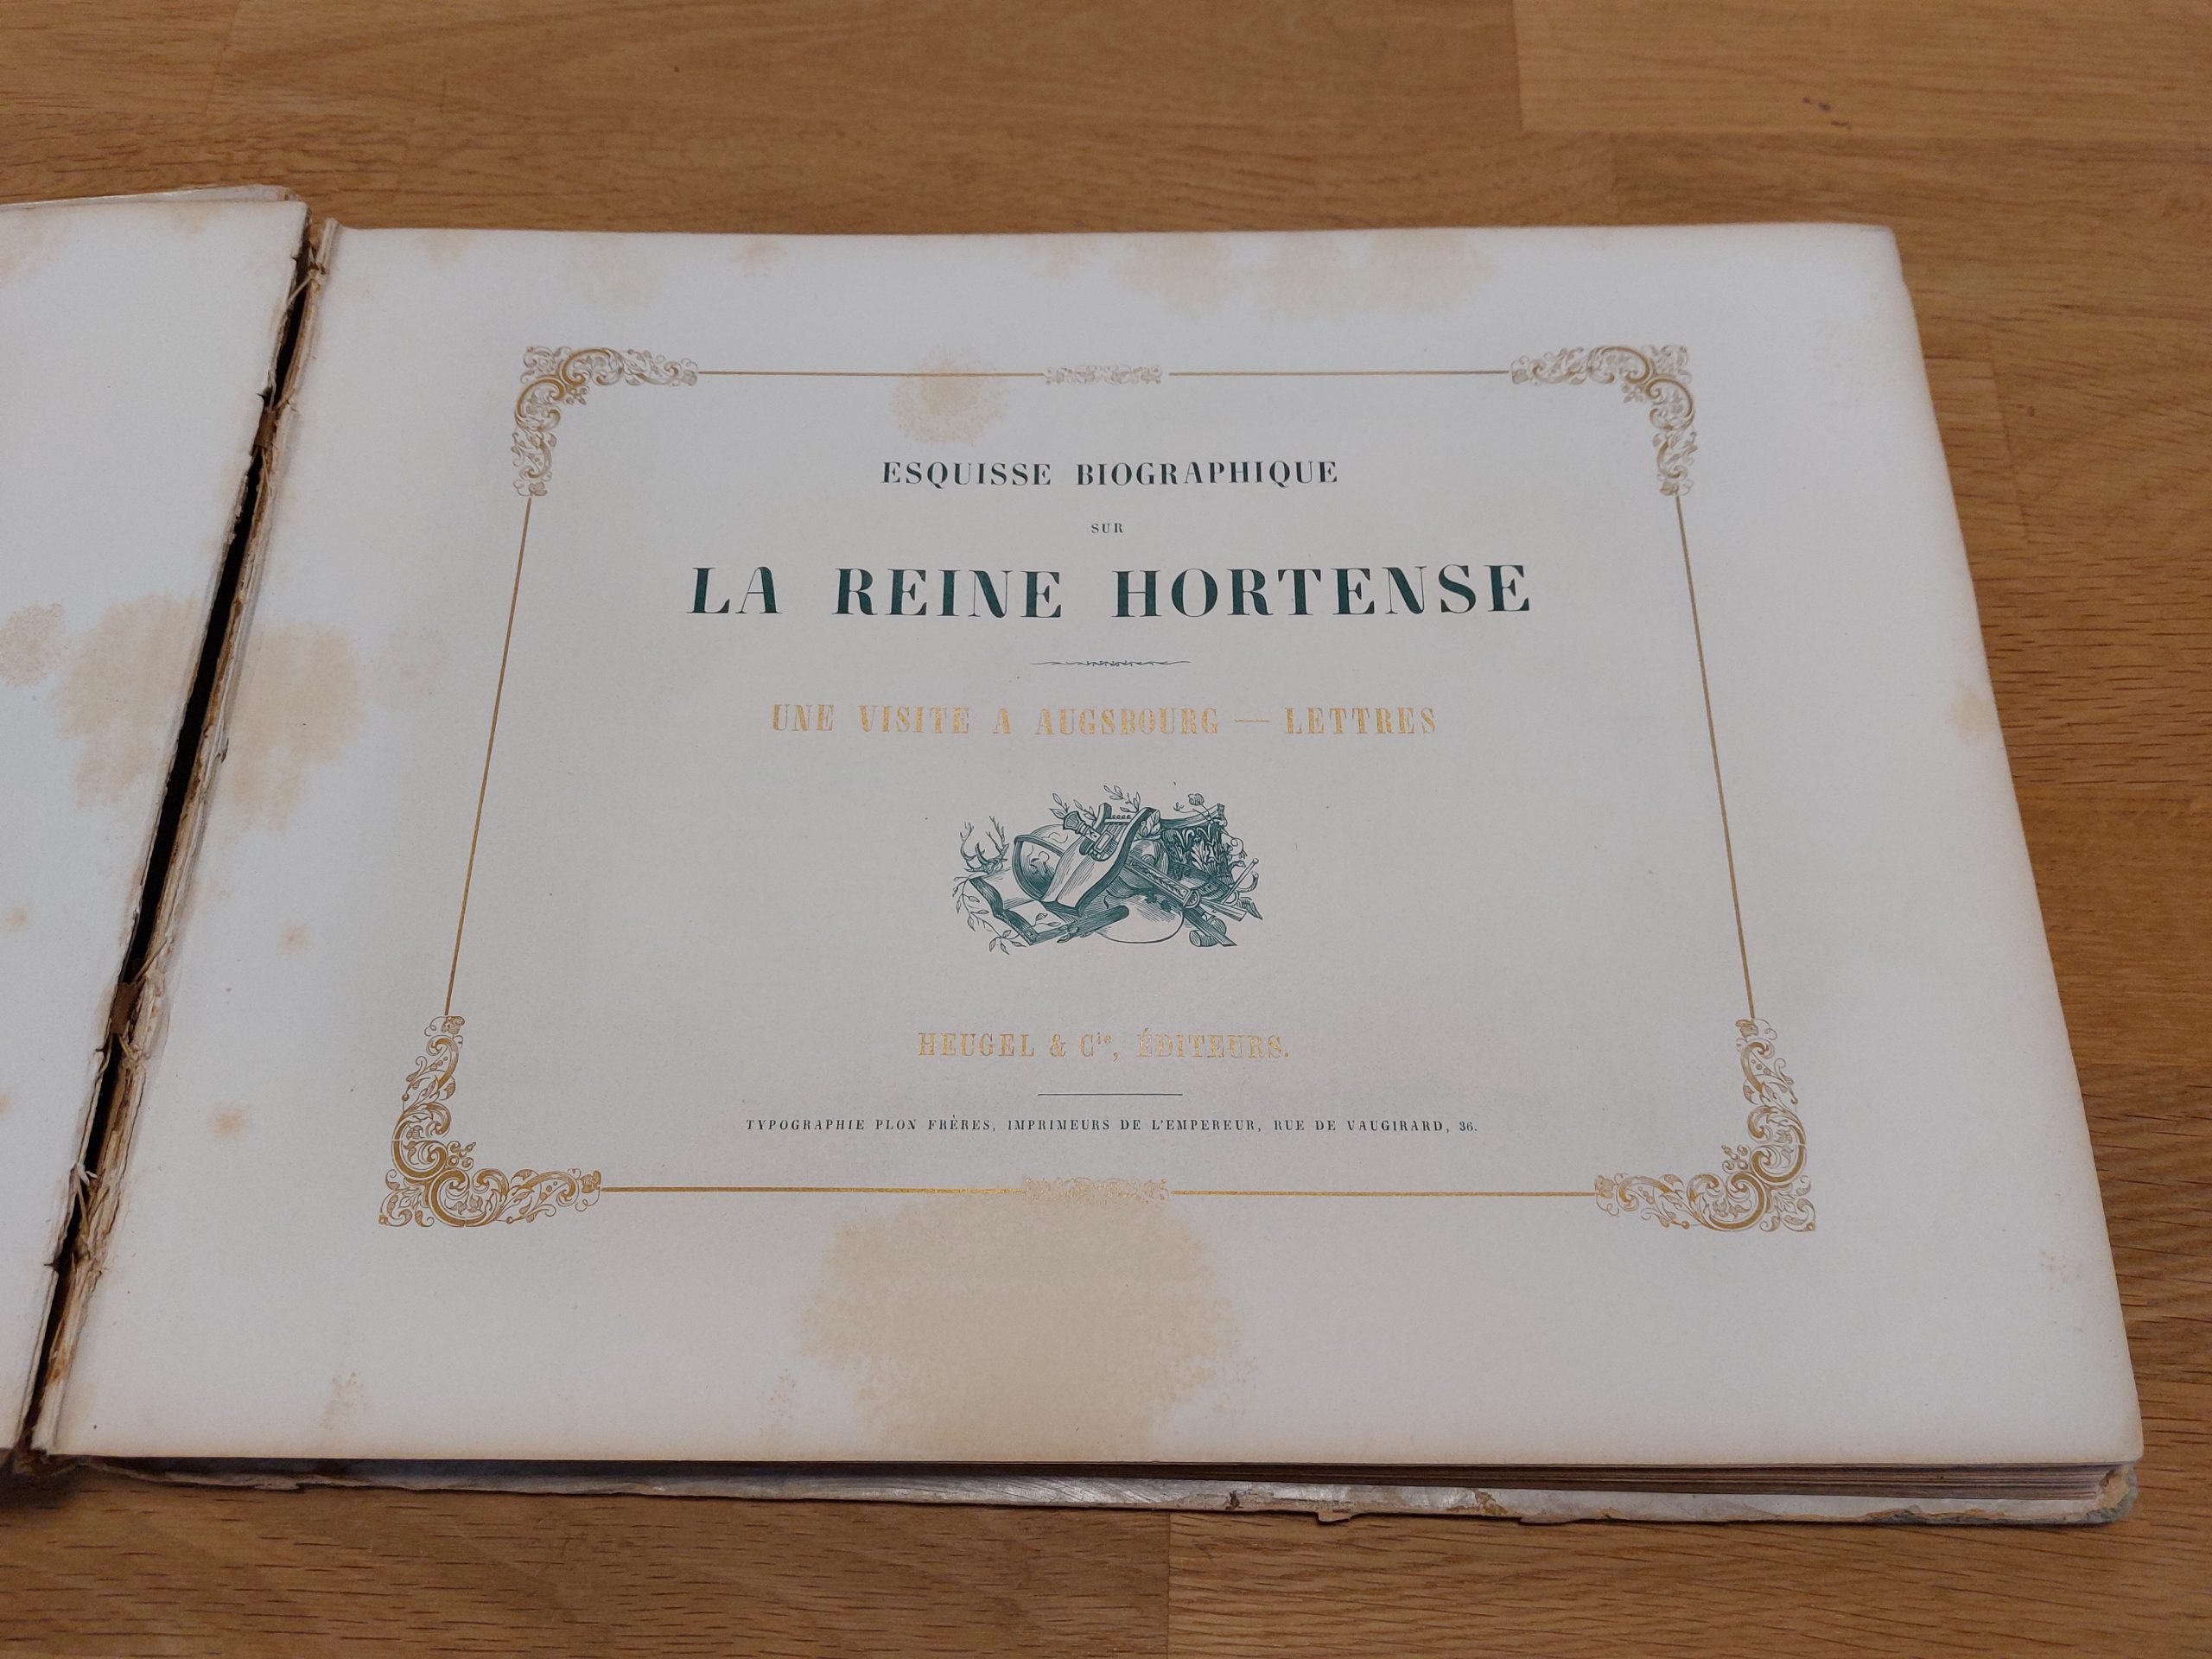 ESQUISSE BIOGRAPHIQUE
SUR
LA REINE HORTENSE
UNE VISITE A AUGSBOURG — LETTRES
HEUGEL & Cie, ÉDITEURS.
TYPOGRAPHIE PLON FRÈRES, IMPRIMEURS DE L'EMPEREUR, RUE DE VAUGIRARD, 36.